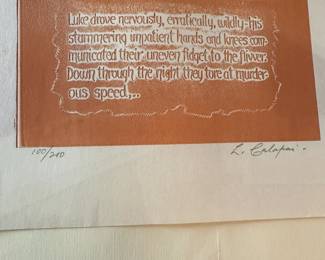 Luke drove nervously, erratically, wildly-his
stammering impatient hands and knees com-
municated their uneven fidget to the flivver.
Down through the night they tore at murder-
ous speed,...
100/210
L. Calapai.